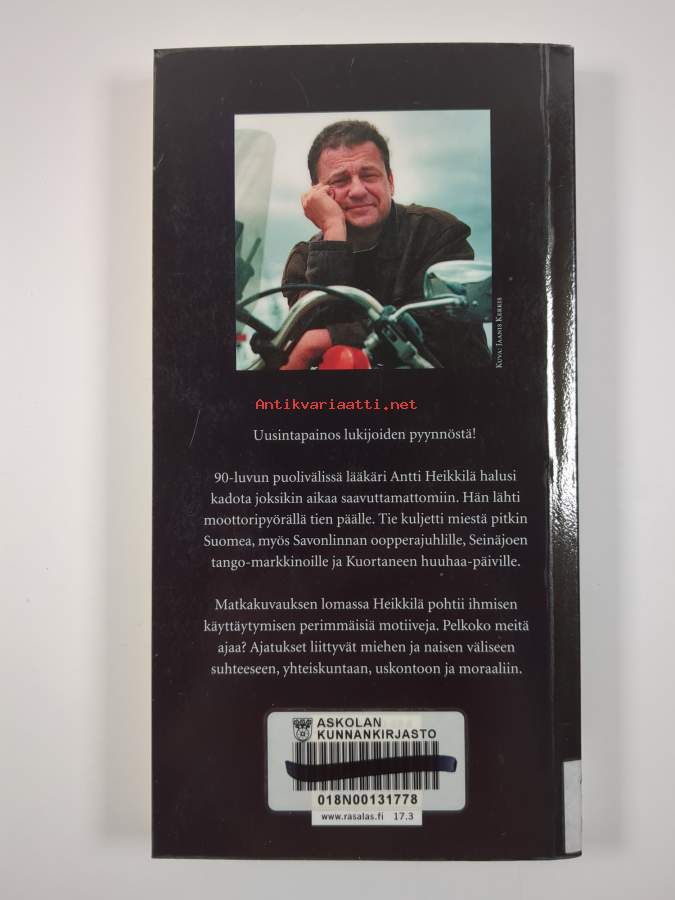 KUVA: JAANIS KERKIS
Antikvariaatti.net
Uusintapainos lukijoiden pyynnöstä!
90-luvun puolivälissä lääkäri Antti Heikkilä halusi
kadota joksikin aikaa saavuttamattomiin. Hän lähti
moottoripyörällä tien päälle. Tie kuljetti miestä pitkin
Suomea, myös Savonlinnan oopperajuhlille, Seinäjoen
tango-markkinoille ja Kuortaneen huuhaa-päiville.
Matkakuvauksen lomassa Heikkilä pohtii ihmisen
käyttäytymisen perimmäisiä motiiveja. Pelkoko meitä
ajaa? Ajatukset liittyvät miehen ja naisen väliseen
suhteeseen, yhteiskuntaan, uskontoon ja moraaliin.
ASKOLAN
KUNNANKIRJASTO
018N00131778
www.rasalas.fi 17.3